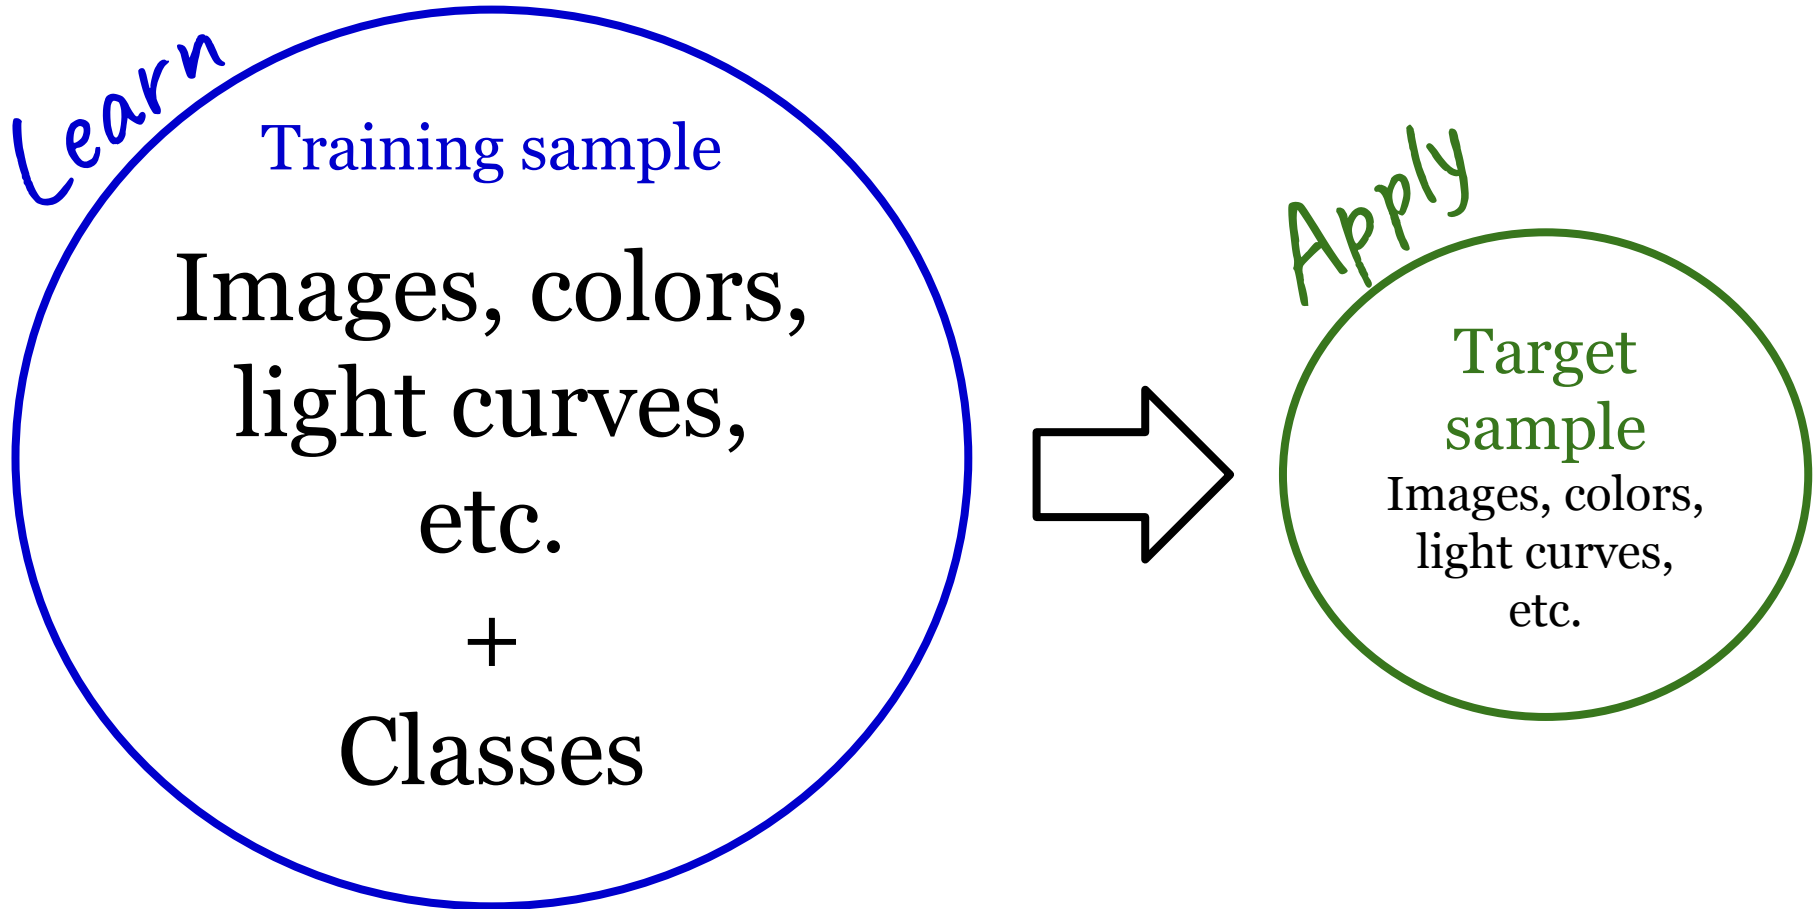 Learn
Training sample
Images, colors,
light curves,
etc.
+
Classes
Apply
Target
sample
Images, colors,
light curves,
etc.